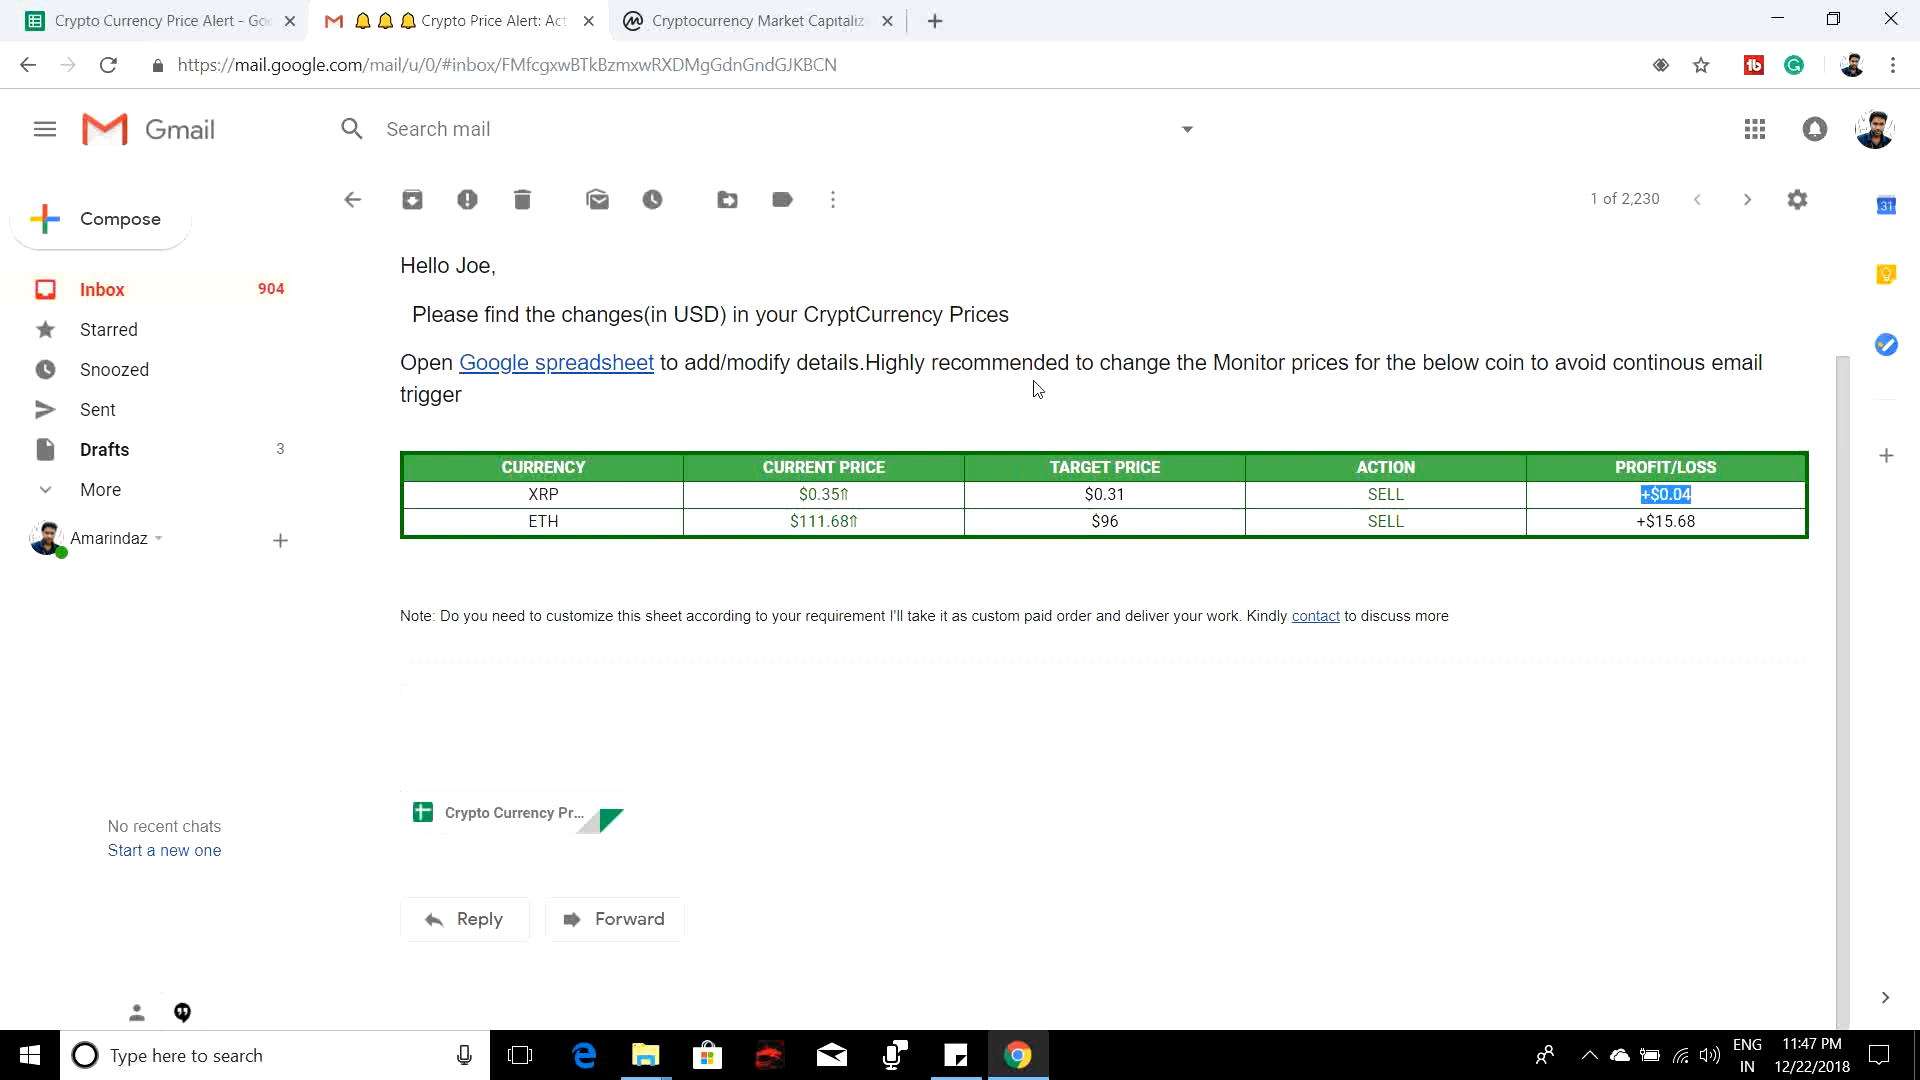 Crypto Currency Price Alert - Goo
Crypto Price Alert: Act
Cryptocurrency Market Capitaliz
https://mail.google.com/mail/u/0/#inbox/FMfcgxwBTkBzmxwRXDMgGdnGndGJKBCN
Gmail
Search mail
1 of 2,230
Compose
31
Hello Joe,
Inbox 904
Please find the changes(in USD) in your CryptCurrency Prices
Starred
Open Google spreadsheet to add/modify details.Highly recommended to change the Monitor prices for the below coin to avoid continous email
trigger
Snoozed
Sent
Drafts 3
More
Amarindaz
CURRENCY CURRENT PRICE TARGET PRICE ACTION PROFIT/LOSS
XRP $0.35⇑ $0.31 SELL +$0.04
ETH $111.68⇑ $96 SELL +$15.68
Note: Do you need to customize this sheet according to your requirement I'll take it as custom paid order and deliver your work. Kindly contact to discuss more
Crypto Currency Pr...
No recent chats
Start a new one
Reply
Forward
Type here to search
ENG
IN
11:47 PM
12/22/2018